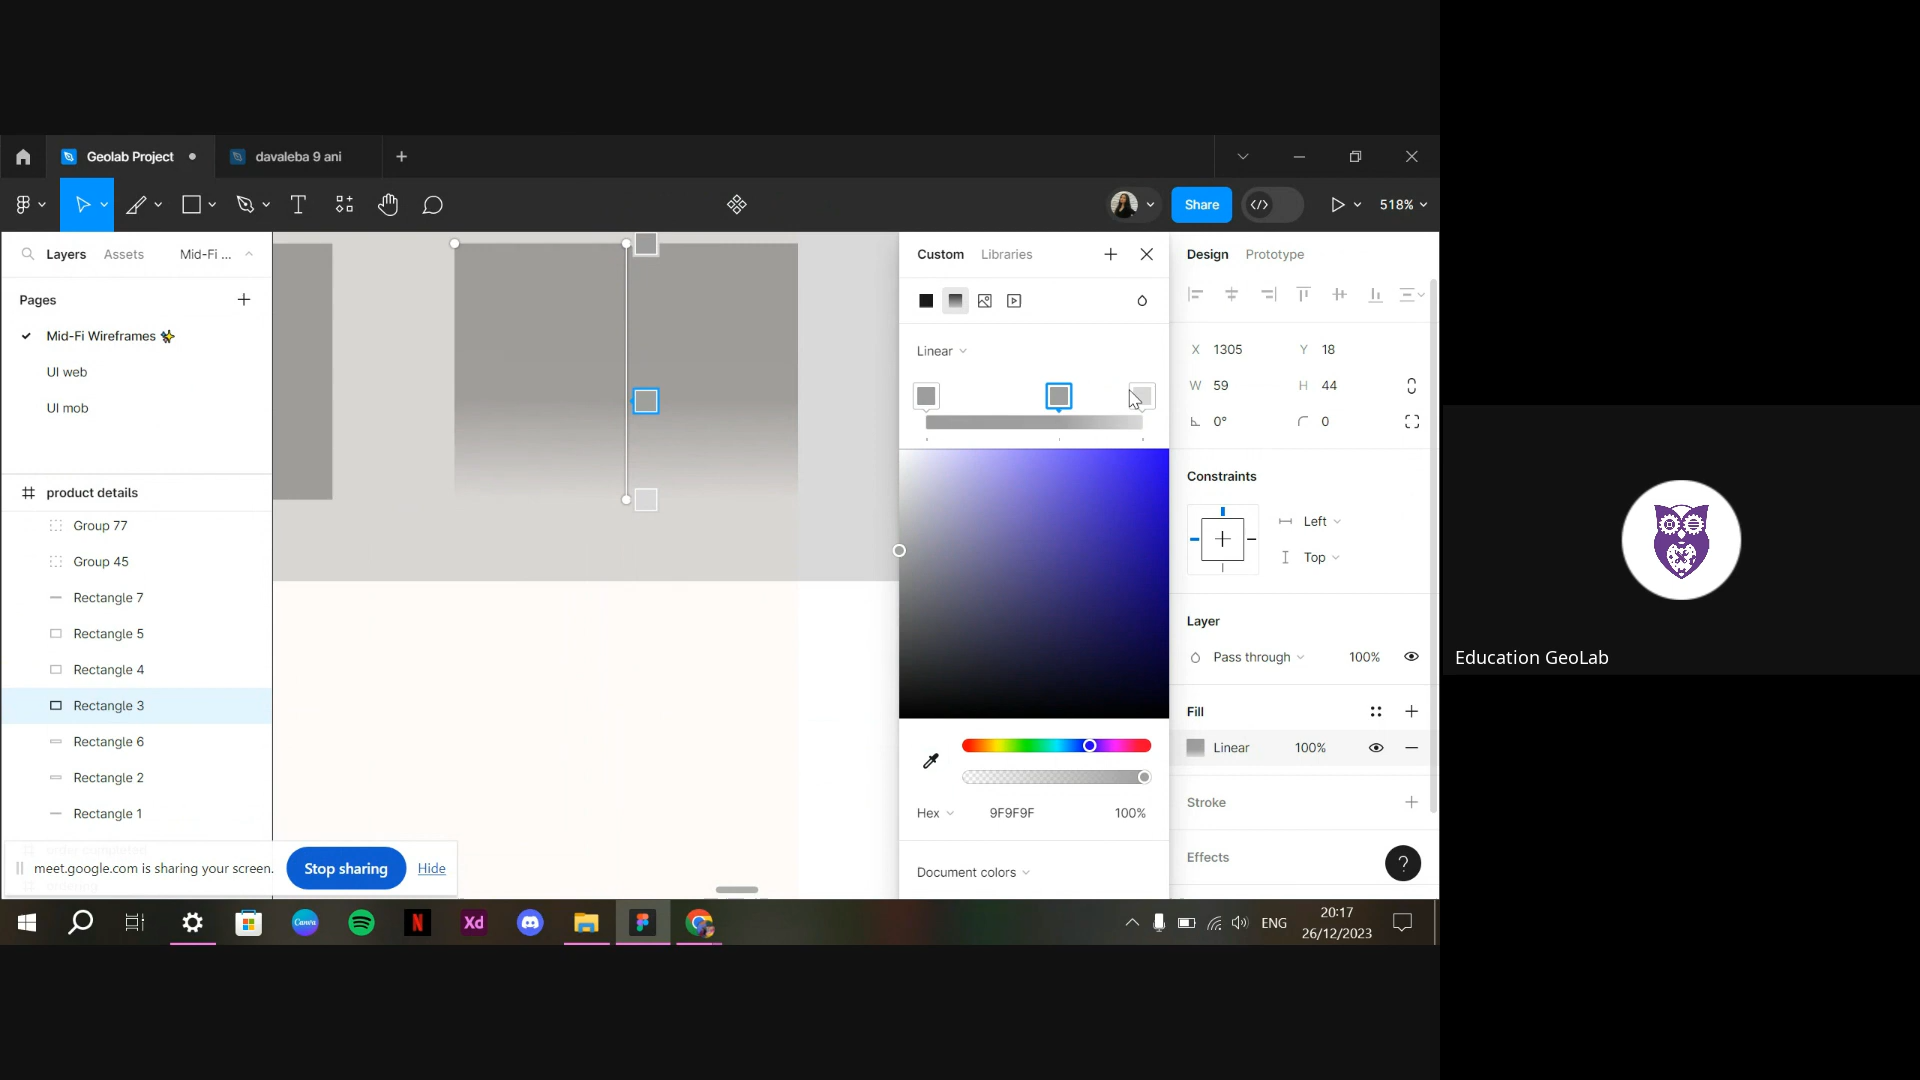 Geolab Project
davaleba 9 ani
Share
518%
Layers
Assets
Mid-Fi ...
Pages
Mid-Fi Wireframes
UI web
UI mob
product details
Group 77
Group 45
Rectangle 7
Rectangle 5
Rectangle 4
Rectangle 3
Rectangle 6
Rectangle 2
Rectangle 1
meet.google.com is sharing your screen.
Stop sharing
Hide
Custom
Libraries
Linear
Hex
9F9F9F
100%
Document colors
Design
Prototype
X 1305
Y 18
W 59
H 44
0°
0
Constraints
Left
Top
Layer
Pass through
100%
Fill
Linear
100%
Stroke
Effects
?
Canva
N
Xd
ENG
20:17
26/12/2023
Education GeoLab